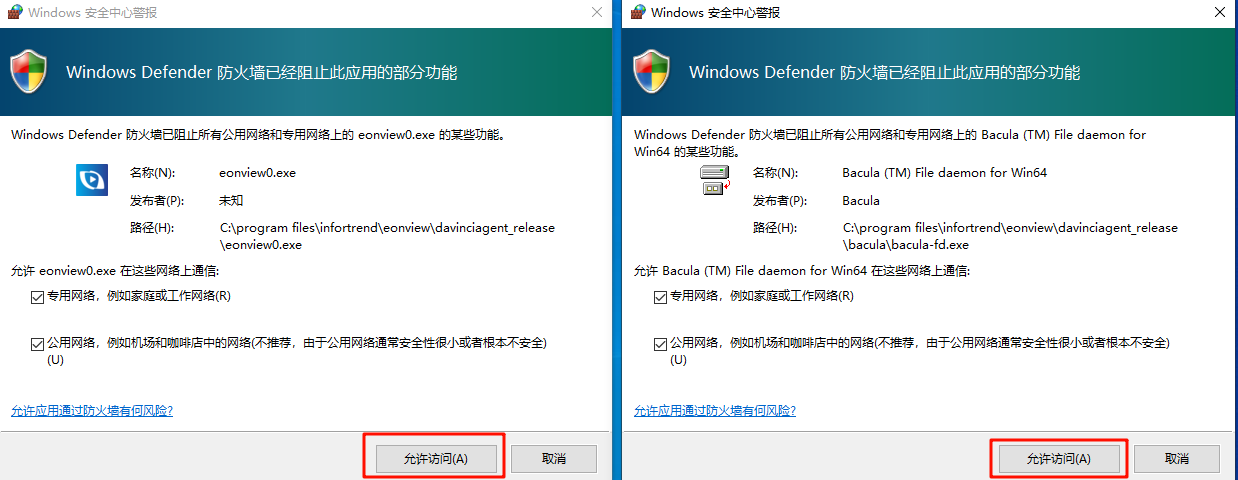 Windows 安全中心警报
Windows Defender 防火墙已经阻止此应用的部分功能
Windows Defender 防火墙已阻止所有公用网络和专用网络上的 eonview0.exe 的某些功能。
名称(N): eonview0.exe
发布者(P): 未知
路径(H): C:\program files\infortrend\eonview\davinciagent_release
\eonview0.exe
允许 eonview0.exe 在这些网络上通信:
专用网络，例如家庭或工作网络(R)
公用网络，例如机场和咖啡店中的网络(不推荐，由于公用网络通常安全性很小或者根本不安全)
(U)
允许应用通过防火墙有何风险?
允许访问(A) 取消
Windows 安全中心警报
Windows Defender 防火墙已经阻止此应用的部分功能
Windows Defender 防火墙已阻止所有公用网络和专用网络上的 Bacula (TM) File daemon for
Win64 的某些功能。
名称(N): Bacula (TM) File daemon for Win64
发布者(P): Bacula
路径(H): C:\program files\infortrend\eonview\davinciagent_release
\bacula\bacula-fd.exe
允许 Bacula (TM) File daemon for Win64 在这些网络上通信:
专用网络，例如家庭或工作网络(R)
公用网络，例如机场和咖啡店中的网络(不推荐，由于公用网络通常安全性很小或者根本不安全)
(U)
允许应用通过防火墙有何风险?
允许访问(A) 取消